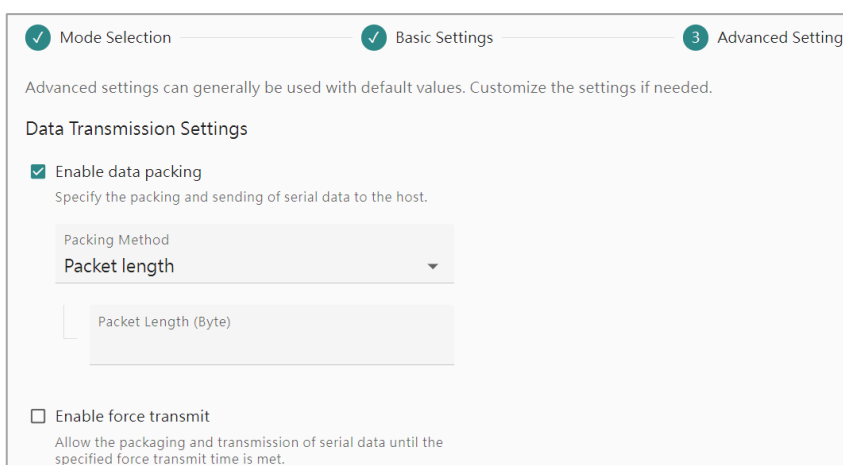 Mode Selection
Basic Settings
3 Advanced Setting
Advanced settings can generally be used with default values. Customize the settings if needed.
Data Transmission Settings
Enable data packing
Specify the packing and sending of serial data to the host.
Packing Method
Packet length
Packet Length (Byte)
Enable force transmit
Allow the packaging and transmission of serial data until the
specified force transmit time is met.